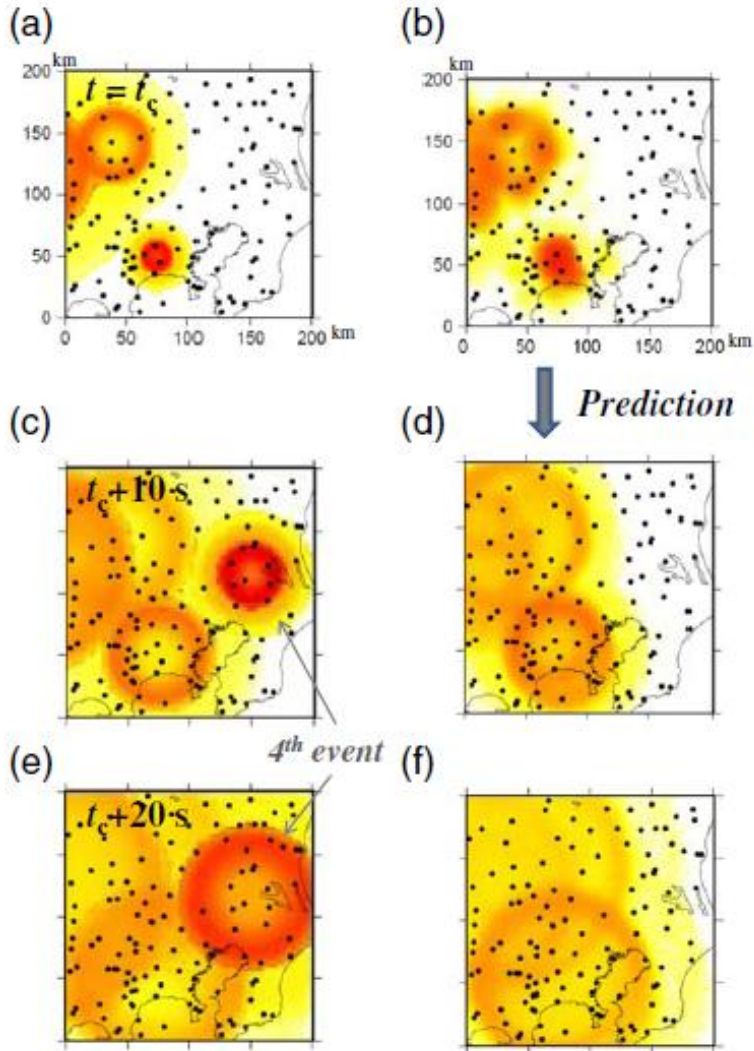 (a)
(b)
km
km
200
200
t = tc
150
150
100
100
50
50
0
0
0 50 100 150 200 km
0 50 100 150 200 km
Prediction
(c)
(d)
tc+10·s
4th event
(e)
(f)
tc+20·s